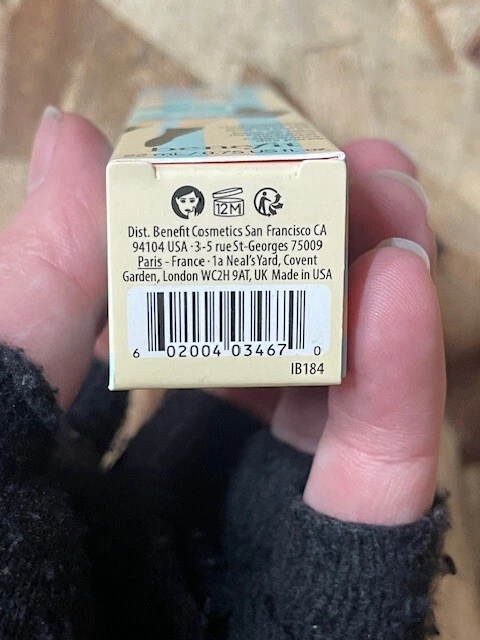 12M
Dist. Benefit Cosmetics San Francisco CA
94104 USA · 3-5 rue St-Georges 75009
Paris - France · 1a Neal's Yard, Covent
Garden, London WC2H 9AT, UK Made in USA
6 02004 03467 0
IB184